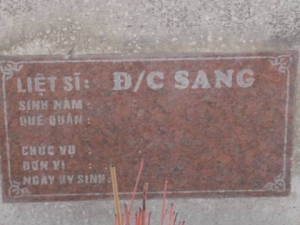 LIỆT SĨ: Đ/C SANG
SINH NĂM:
QUÊ QUÁN:
CHỨC VỤ:
ĐƠN VỊ:
NGÀY HY SINH: